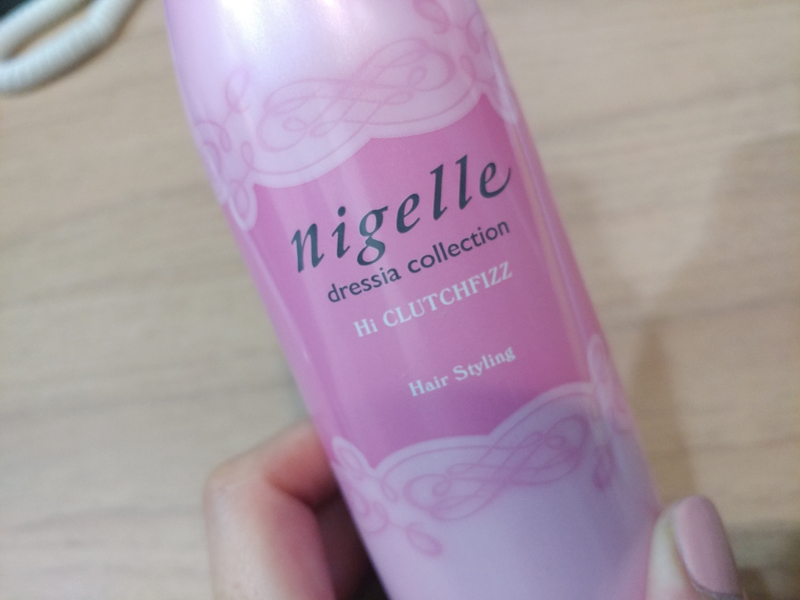 nigelle
dressia collection
Hi CLUTCHFIZZ
Hair Styling